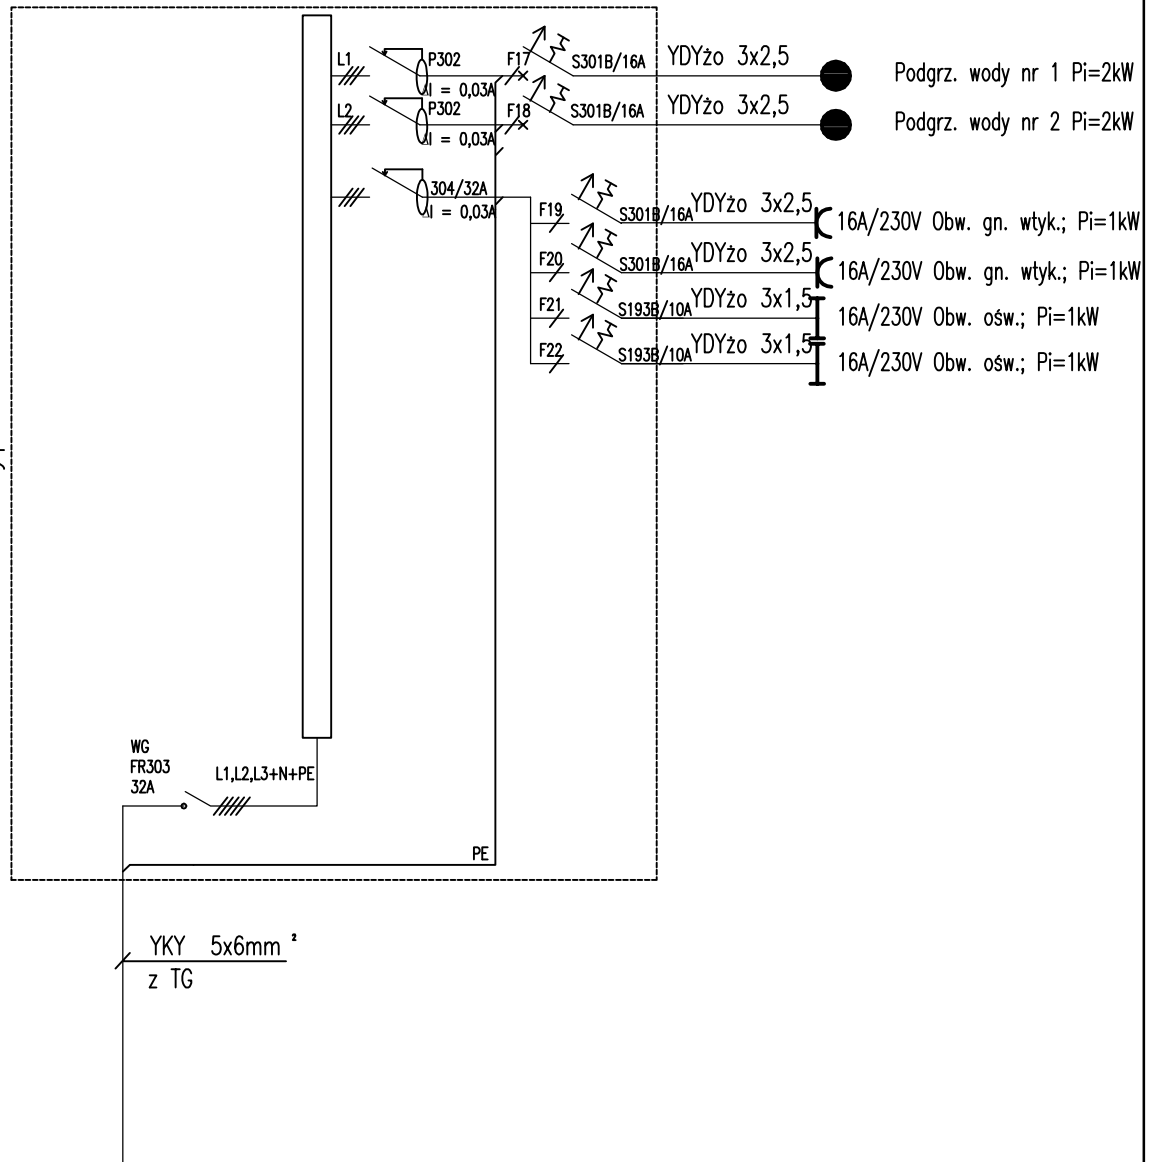 L1
P302
F17
S301B/16A
YDYżo 3x2,5
Podgrz. wody nr 1 Pi=2kW
ΔI = 0,03A
L2
P302
F18
S301B/16A
YDYżo 3x2,5
Podgrz. wody nr 2 Pi=2kW
ΔI = 0,03A
304/32A
ΔI = 0,03A
F19
S301B/16A
YDYżo 3x2,5
16A/230V Obw. gn. wtyk.; Pi=1kW
F20
S301B/16A
YDYżo 3x2,5
16A/230V Obw. gn. wtyk.; Pi=1kW
F21
S193B/10A
YDYżo 3x1,5
16A/230V Obw. ośw.; Pi=1kW
F22
S193B/10A
YDYżo 3x1,5
16A/230V Obw. ośw.; Pi=1kW
WG
FR303
32A
L1,L2,L3+N+PE
PE
YKY 5x6mm ²
z TG